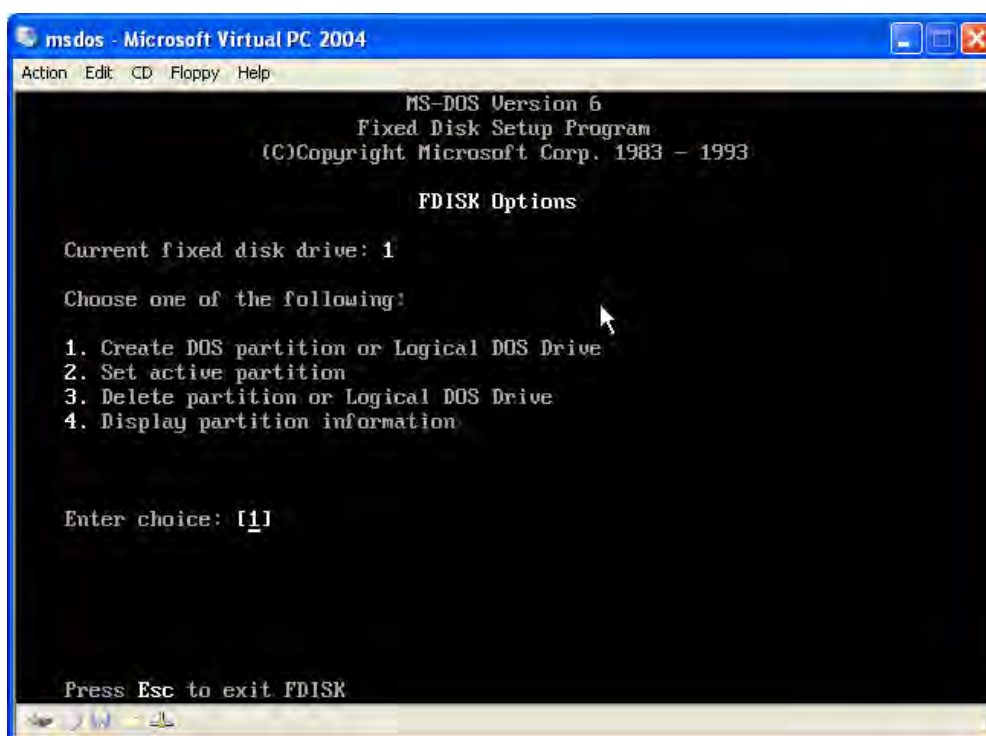 msdos - Microsoft Virtual PC 2004
Action Edit CD Floppy Help
MS-DOS Version 6
Fixed Disk Setup Program
(C)Copyright Microsoft Corp. 1983 - 1993
FDISK Options
Current fixed disk drive: 1
Choose one of the following:
1. Create DOS partition or Logical DOS Drive
2. Set active partition
3. Delete partition or Logical DOS Drive
4. Display partition information
Enter choice: [1]
Press Esc to exit FDISK